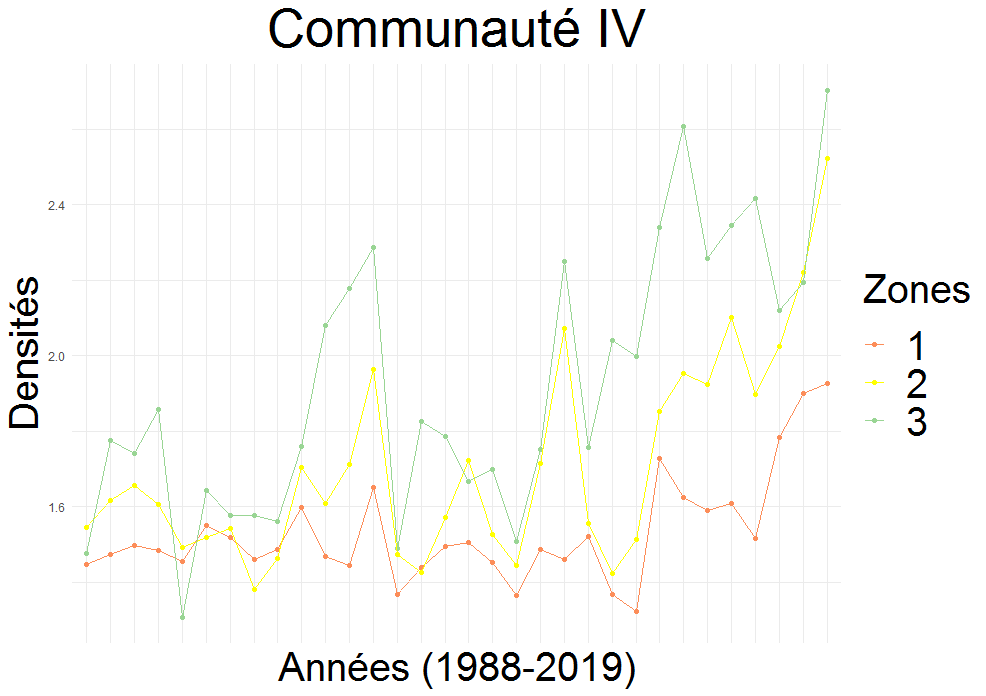 Communauté IV
Densités
2.4
2.0
1.6
Années (1988-2019)
Zones
1
2
3